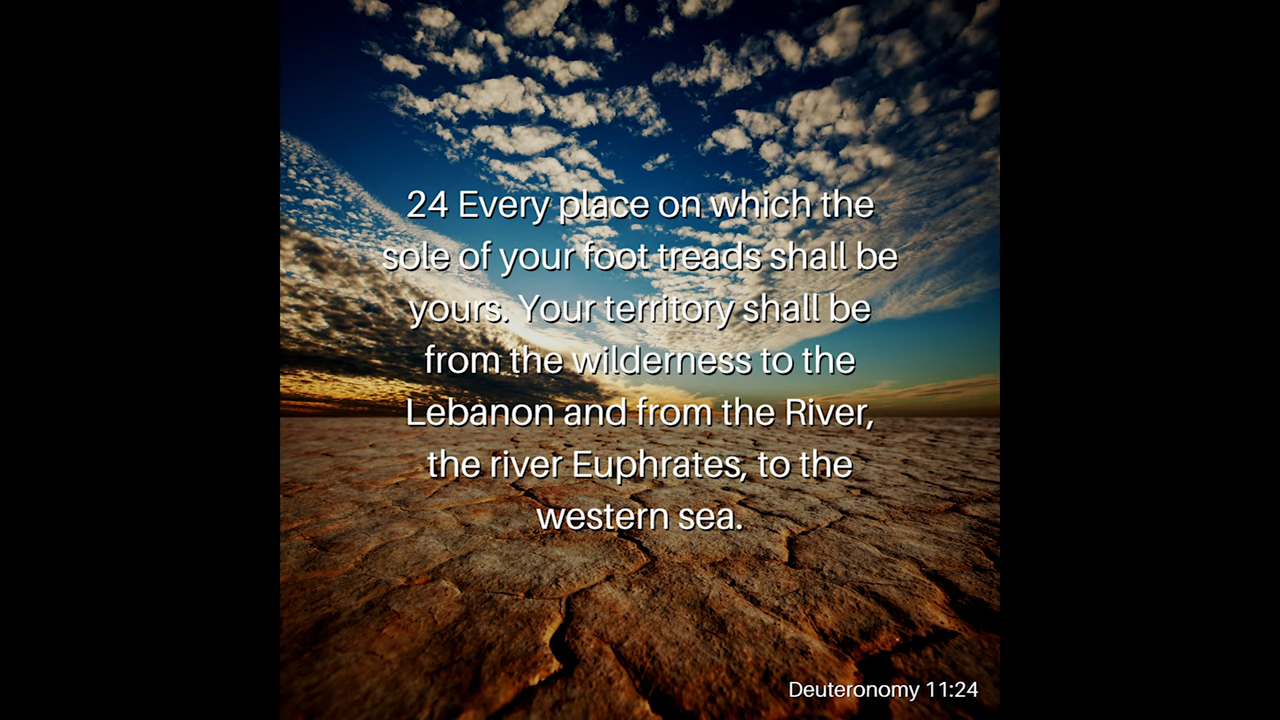 24 Every place on which the
sole of your foot treads shall be
yours. Your territory shall be
from the wilderness to the
Lebanon and from the River,
the river Euphrates, to the
western sea.
Deuteronomy 11:24